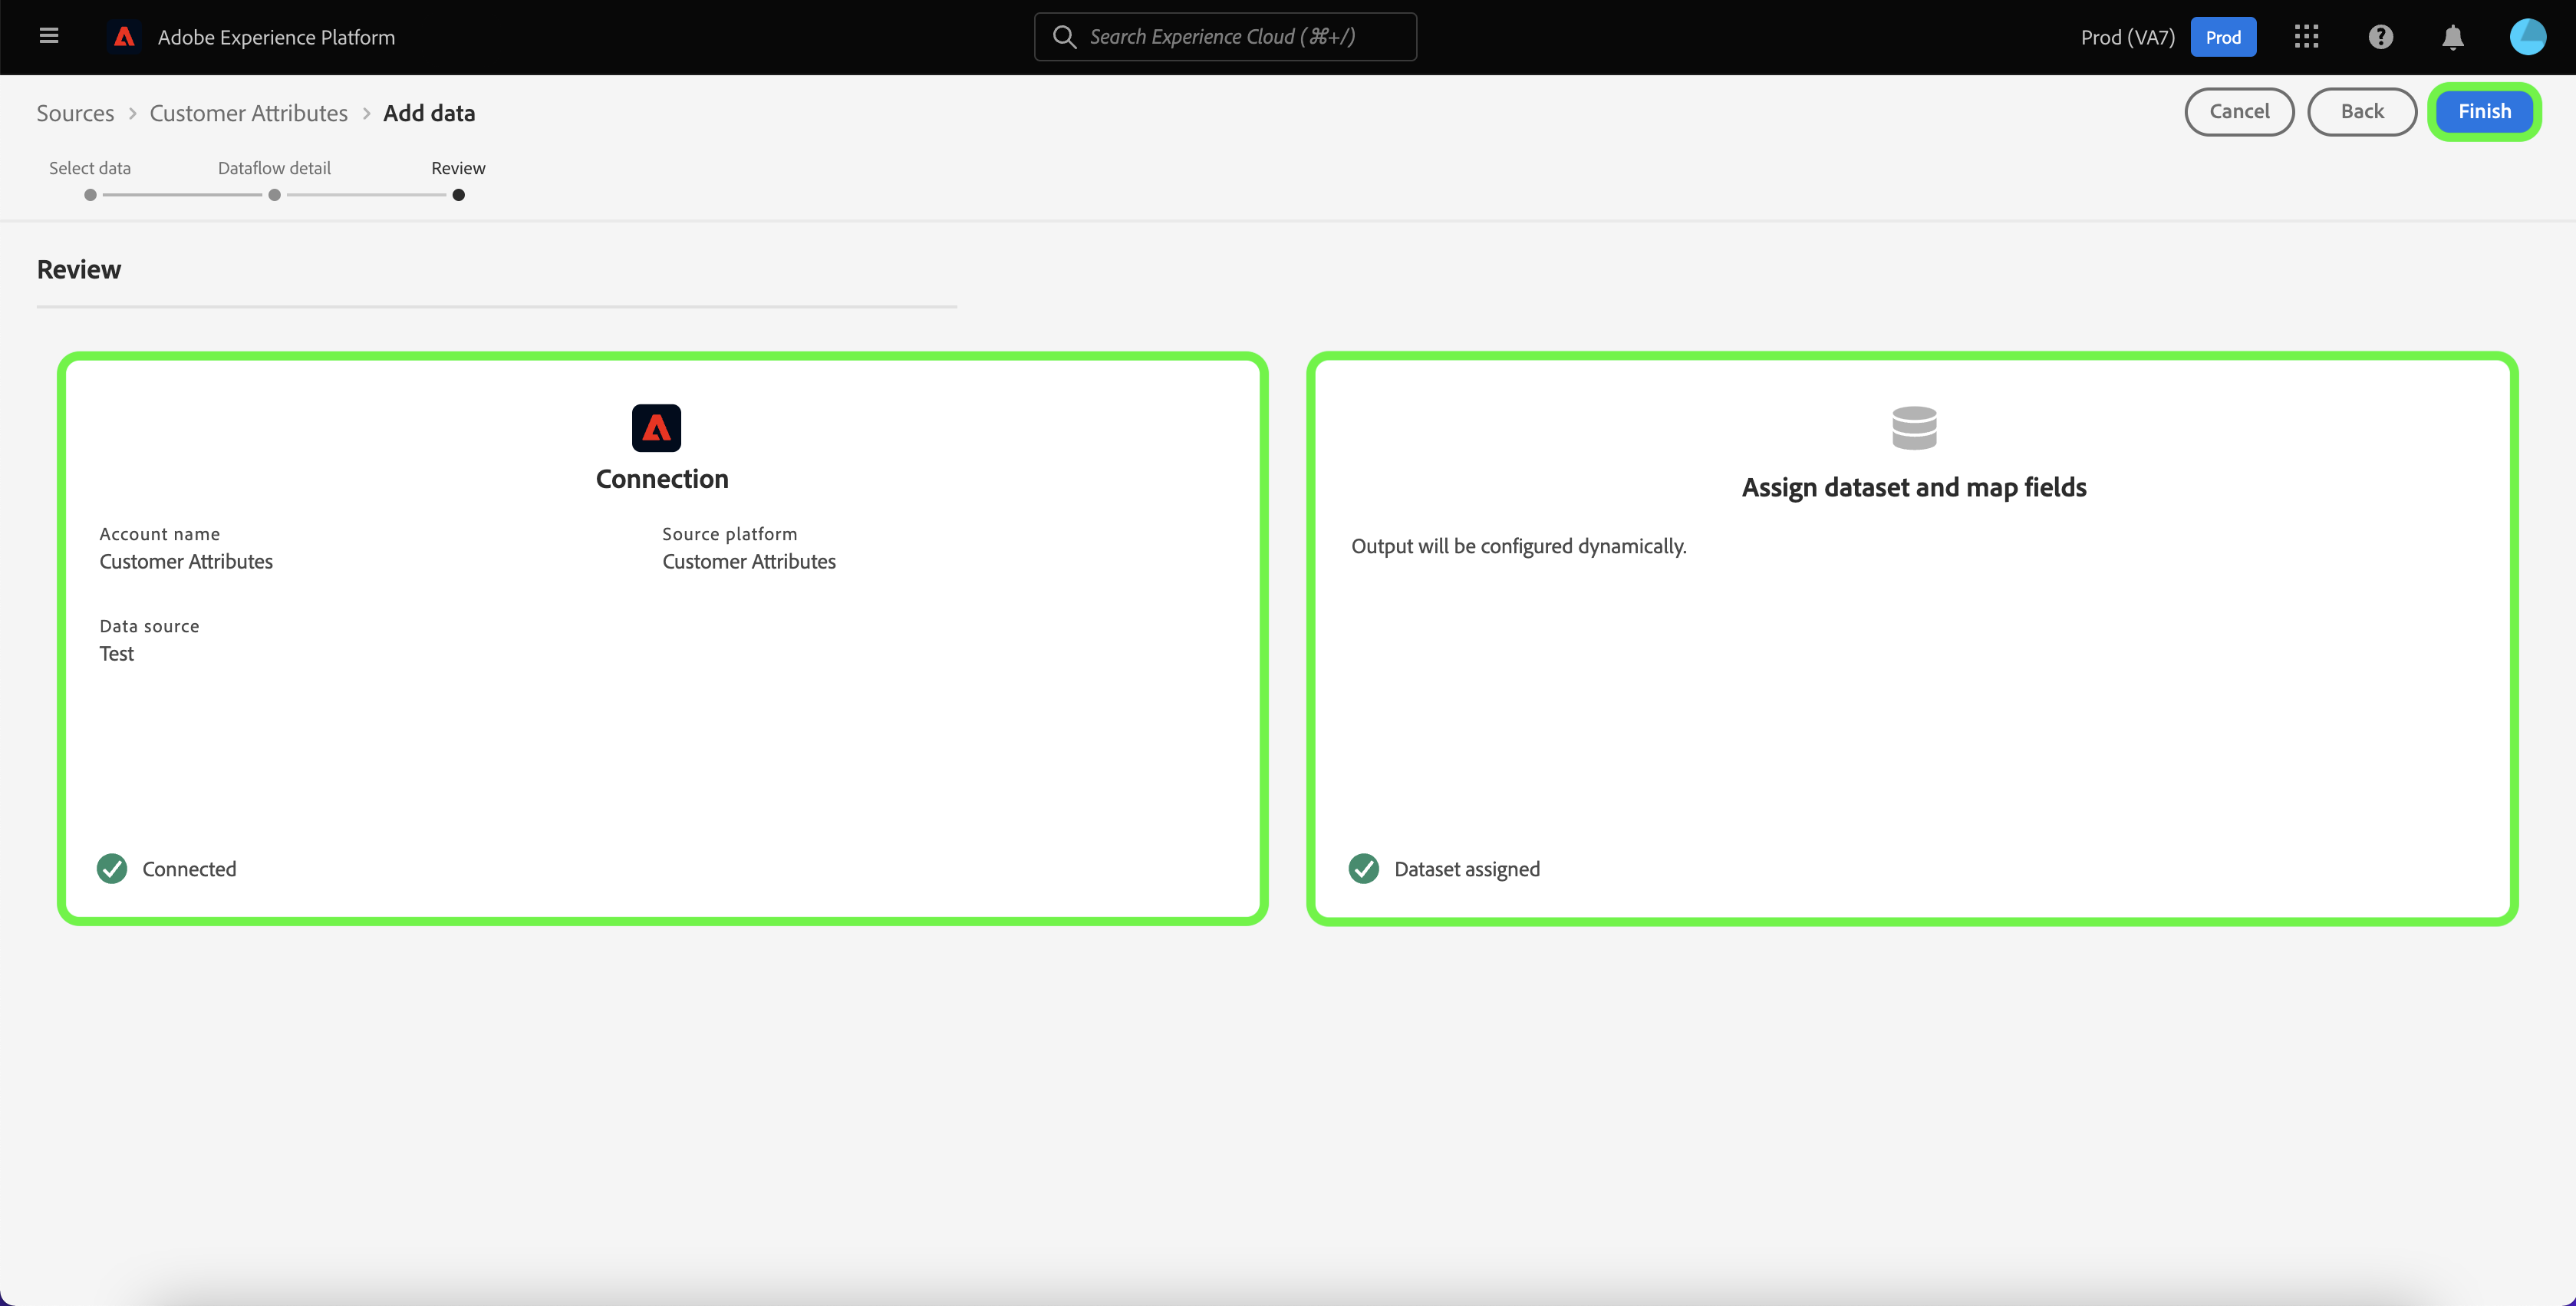 Adobe Experience Platform
Search Experience Cloud (⌘+/)
Prod (VA7)
Prod
Sources > Customer Attributes > Add data
Cancel
Back
Finish
Select data
Dataflow detail
Review
Review
Connection
Account name
Customer Attributes
Source platform
Customer Attributes
Data source
Test
Connected
Assign dataset and map fields
Output will be configured dynamically.
Dataset assigned